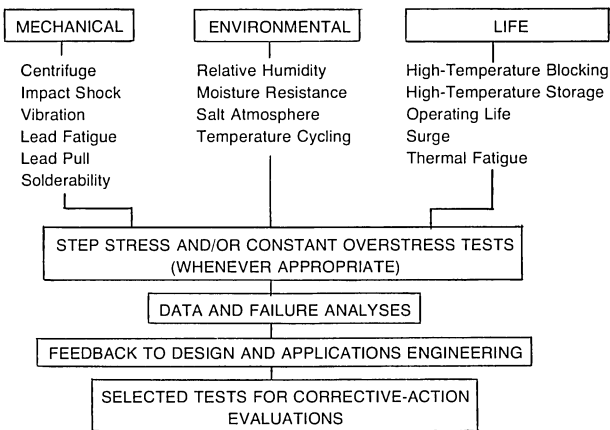 MECHANICAL
Centrifuge
Impact Shock
Vibration
Lead Fatigue
Lead Pull
Solderability
ENVIRONMENTAL
Relative Humidity
Moisture Resistance
Salt Atmosphere
Temperature Cycling
LIFE
High-Temperature Blocking
High-Temperature Storage
Operating Life
Surge
Thermal Fatigue
STEP STRESS AND/OR CONSTANT OVERSTRESS TESTS
(WHENEVER APPROPRIATE)
DATA AND FAILURE ANALYSES
FEEDBACK TO DESIGN AND APPLICATIONS ENGINEERING
SELECTED TESTS FOR CORRECTIVE-ACTION
EVALUATIONS